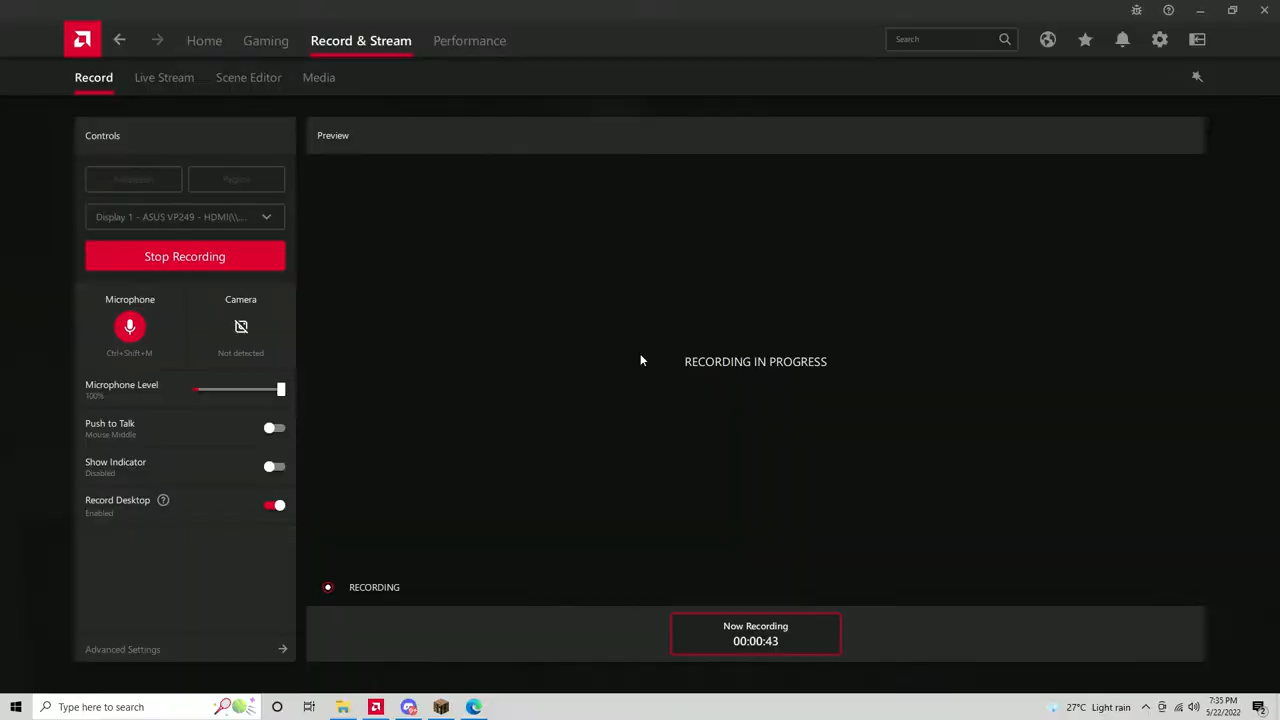 Home
Gaming
Record & Stream
Performance
Search
Record
Live Stream
Scene Editor
Media
Controls
Preview
Region
Display 1 - ASUS VP249 - HDMI(\\,...
Stop Recording
Microphone
Camera
Ctrl+Shift+M
Not detected
Microphone Level
100%
Push to Talk
Mouse Middle
Show Indicator
Disabled
Record Desktop
Enabled
RECORDING IN PROGRESS
RECORDING
Now Recording
00:00:43
Advanced Settings
Type here to search
27°C Light rain
7:35 PM
5/22/2022
2